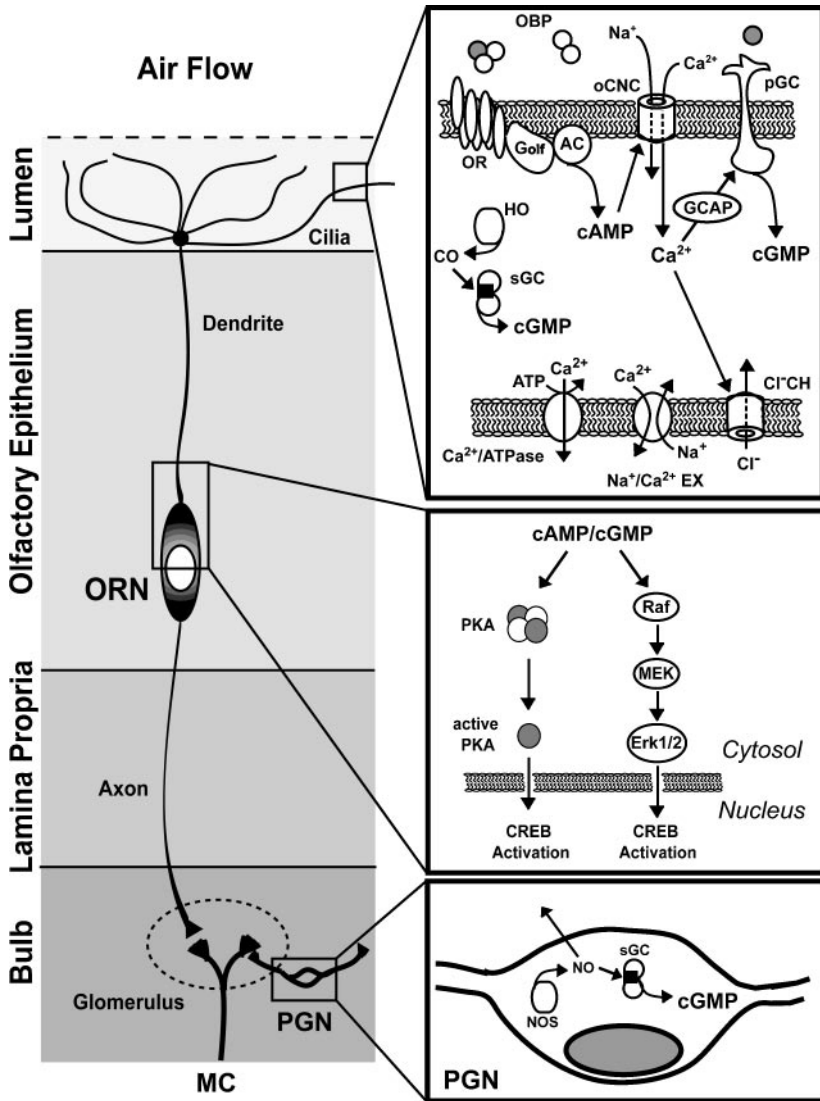 Air Flow
Lumen
Cilia
Olfactory Epithelium
Dendrite
ORN
Lamina Propria
Axon
Bulb
Glomerulus
PGN
MC
OBP
Na⁺
Ca²⁺
oCNC
pGC
OR
Golf
AC
GCAP
cAMP
Ca²⁺
cGMP
HO
CO
sGC
cGMP
ATP
Ca²⁺
Ca²⁺
Cl⁻CH
Ca²⁺/ATPase
Na⁺
Cl⁻
Na⁺/Ca²⁺ EX
cAMP/cGMP
PKA
Raf
MEK
active
PKA
Erk1/2
Cytosol
Nucleus
CREB
Activation
CREB
Activation
sGC
NO
cGMP
NOS
PGN